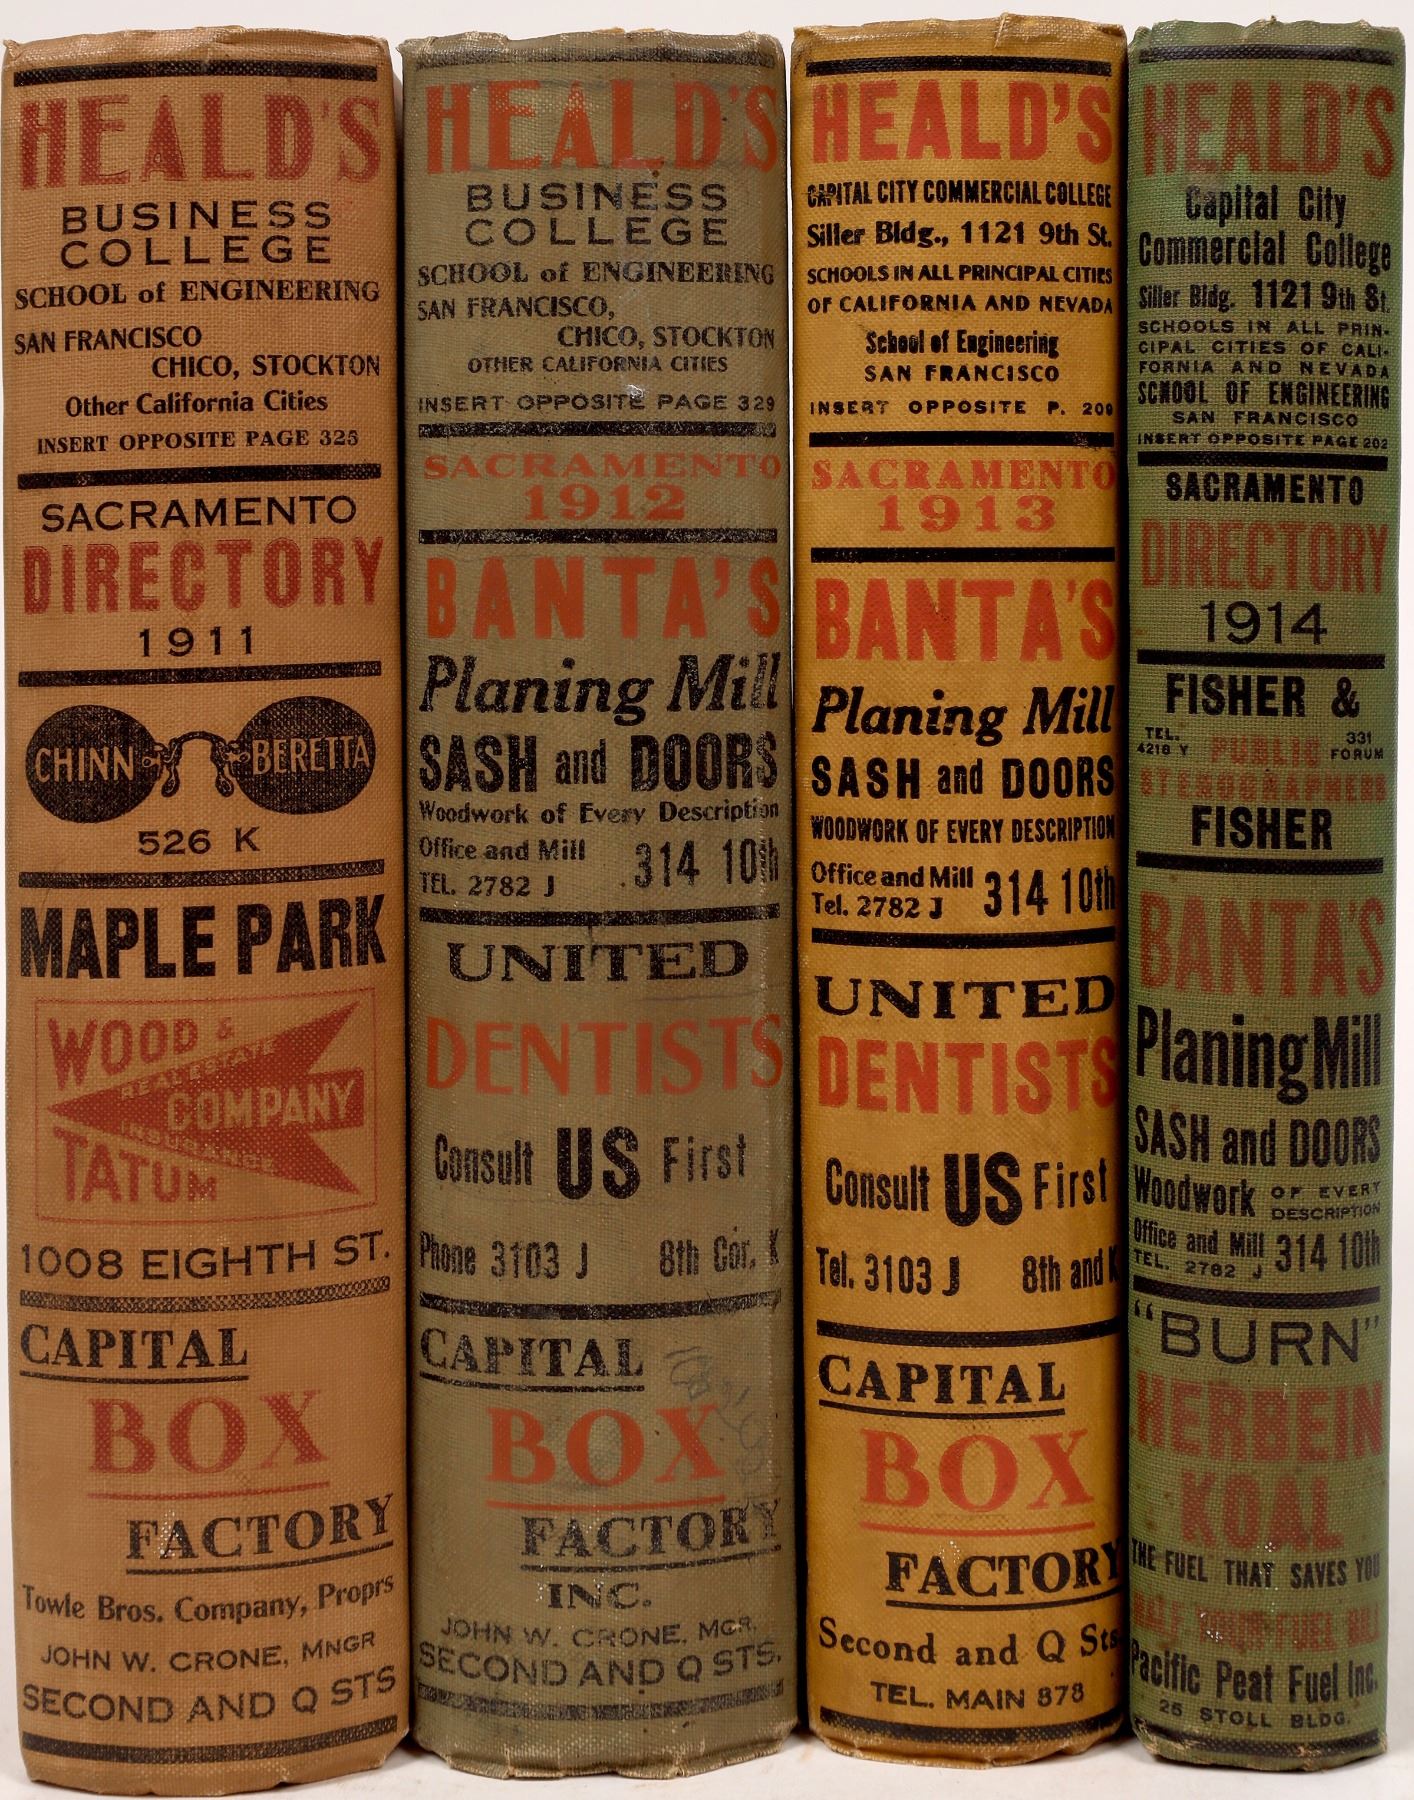 HEALD'S
BUSINESS
COLLEGE
SCHOOL of ENGINEERING
SAN FRANCISCO
CHICO, STOCKTON
Other California Cities
INSERT OPPOSITE PAGE 325
SACRAMENTO
DIRECTORY
1911
CHINN BERETTA
526 K
MAPLE PARK
WOOD &
REAL ESTATE
COMPANY
INSURANCE
TATUM
1008 EIGHTH ST.
CAPITAL
BOX
FACTORY
Towle Bros. Company, Proprs
JOHN W. CRONE, MNGR
SECOND AND Q STS
HEALD'S
BUSINESS
COLLEGE
SCHOOL of ENGINEERING
SAN FRANCISCO,
CHICO, STOCKTON
OTHER CALIFORNIA CITIES
INSERT OPPOSITE PAGE 329
SACRAMENTO
1912
BANTA'S
Planing Mill
SASH and DOORS
Woodwork of Every Description
Office and Mill 314 10th
TEL. 2782 J
UNITED
DENTISTS
Consult US First
Phone 3103 J 8th Cor. K
CAPITAL
BOX
FACTORY
INC.
JOHN W. CRONE, MGR.
SECOND AND Q STS.
HEALD'S
CAPITAL CITY COMMERCIAL COLLEGE
Siller Bldg., 1121 9th St.
SCHOOLS IN ALL PRINCIPAL CITIES
OF CALIFORNIA AND NEVADA
School of Engineering
SAN FRANCISCO
INSERT OPPOSITE P. 200
SACRAMENTO
1913
BANTA'S
Planing Mill
SASH and DOORS
WOODWORK OF EVERY DESCRIPTION
Office and Mill 314 10th
Tel. 2782 J
UNITED
DENTISTS
Consult US First
Tel. 3103 J 8th and K
CAPITAL
BOX
FACTORY
Second and Q Sts
TEL. MAIN 878
HEALD'S
Capital City
Commercial College
Siller Bldg. 1121 9th St.
SCHOOLS IN ALL PRIN-
CIPAL CITIES OF CALI-
FORNIA AND NEVADA
SCHOOL OF ENGINEERING
SAN FRANCISCO
INSERT OPPOSITE PAGE 202
SACRAMENTO
DIRECTORY
1914
FISHER &
TEL. 4218 Y PUBLIC 331 FORUM
STENOGRAPHERS
FISHER
BANTA'S
Planing Mill
SASH and DOORS
Woodwork OF EVERY DESCRIPTION
Office and Mill 314 10th
TEL. 2782 J
"BURN"
HERBEIN
KOAL
THE FUEL THAT SAVES YOU
HALF YOUR FUEL BILL
Pacific Peat Fuel Inc.
25 STOLL BLDG.